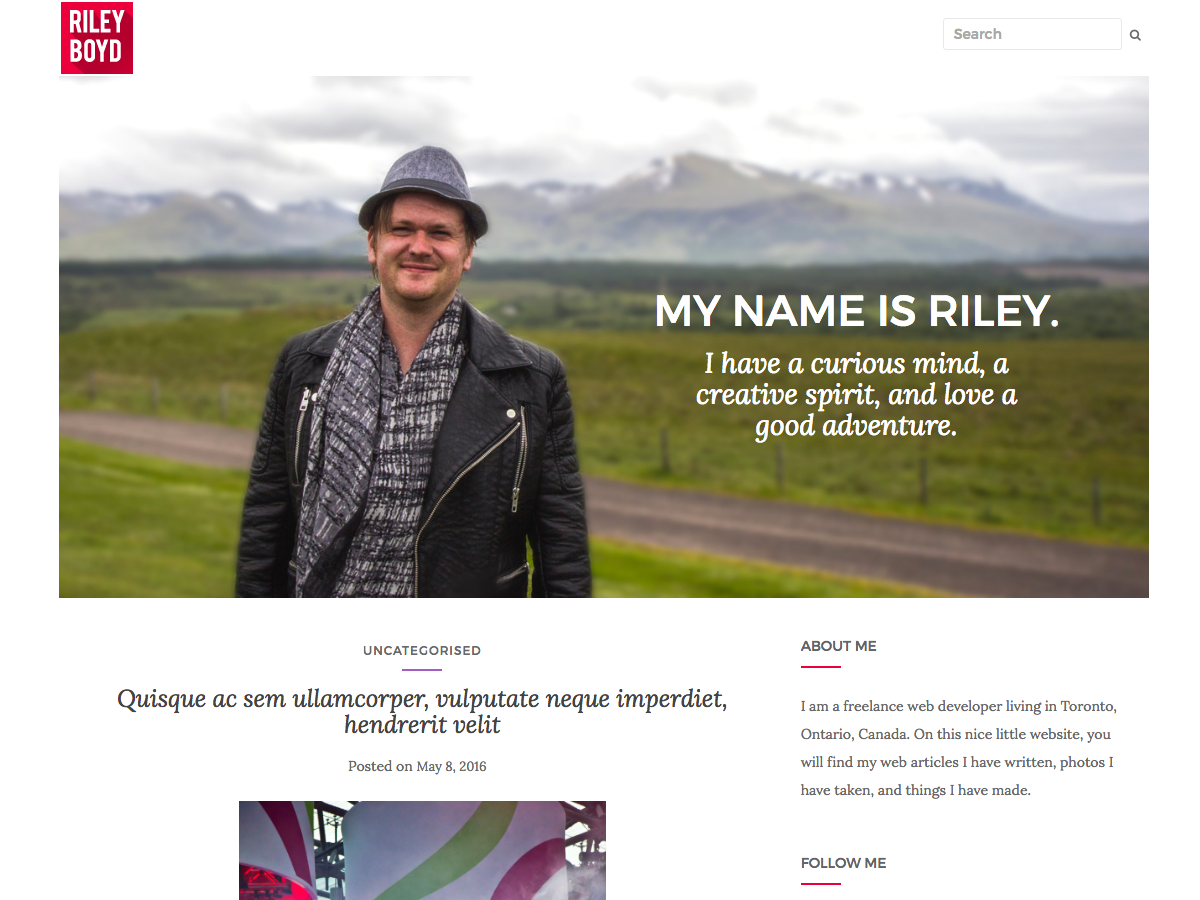 RILEY
BOYD
Search
MY NAME IS RILEY.
I have a curious mind, a
creative spirit, and love a
good adventure.
UNCATEGORISED
Quisque ac sem ullamcorper, vulputate neque imperdiet,
hendrerit velit
Posted on May 8, 2016
ABOUT ME
I am a freelance web developer living in Toronto,
Ontario, Canada. On this nice little website, you
will find my web articles I have written, photos I
have taken, and things I have made.
FOLLOW ME